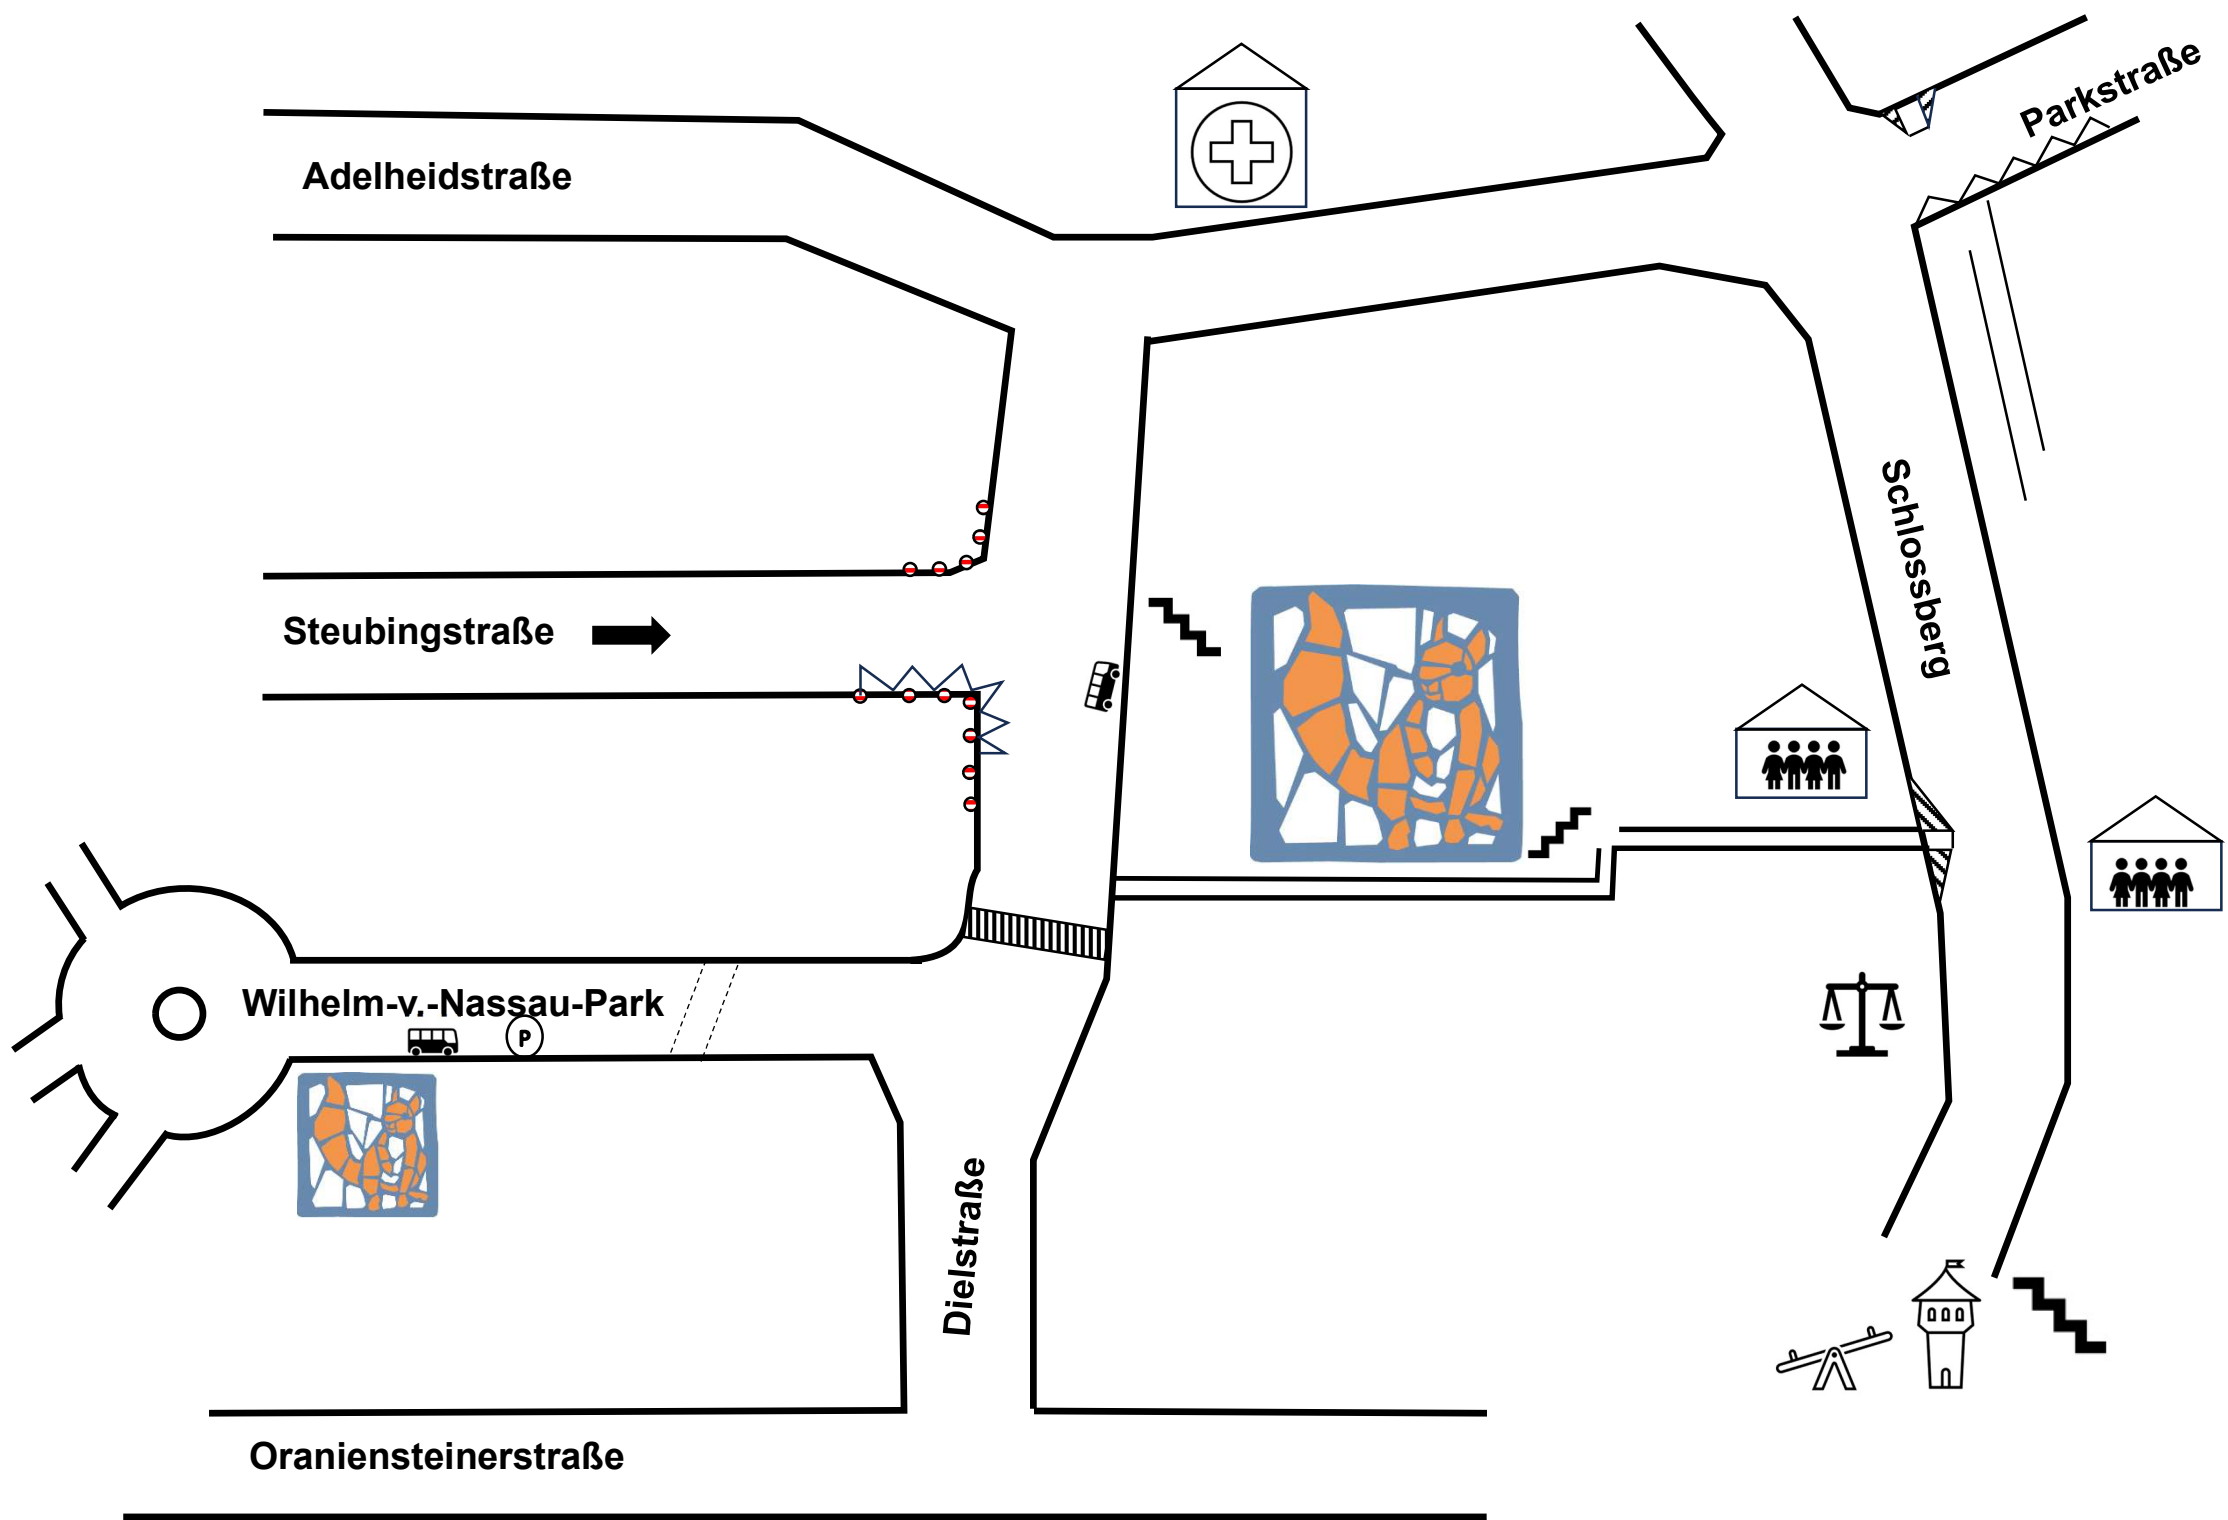 Parkstraße
Adelheidstraße
Schlossberg
Steubingstraße
Wilhelm-v.-Nassau-Park
P
Dielstraße
Oraniensteinerstraße